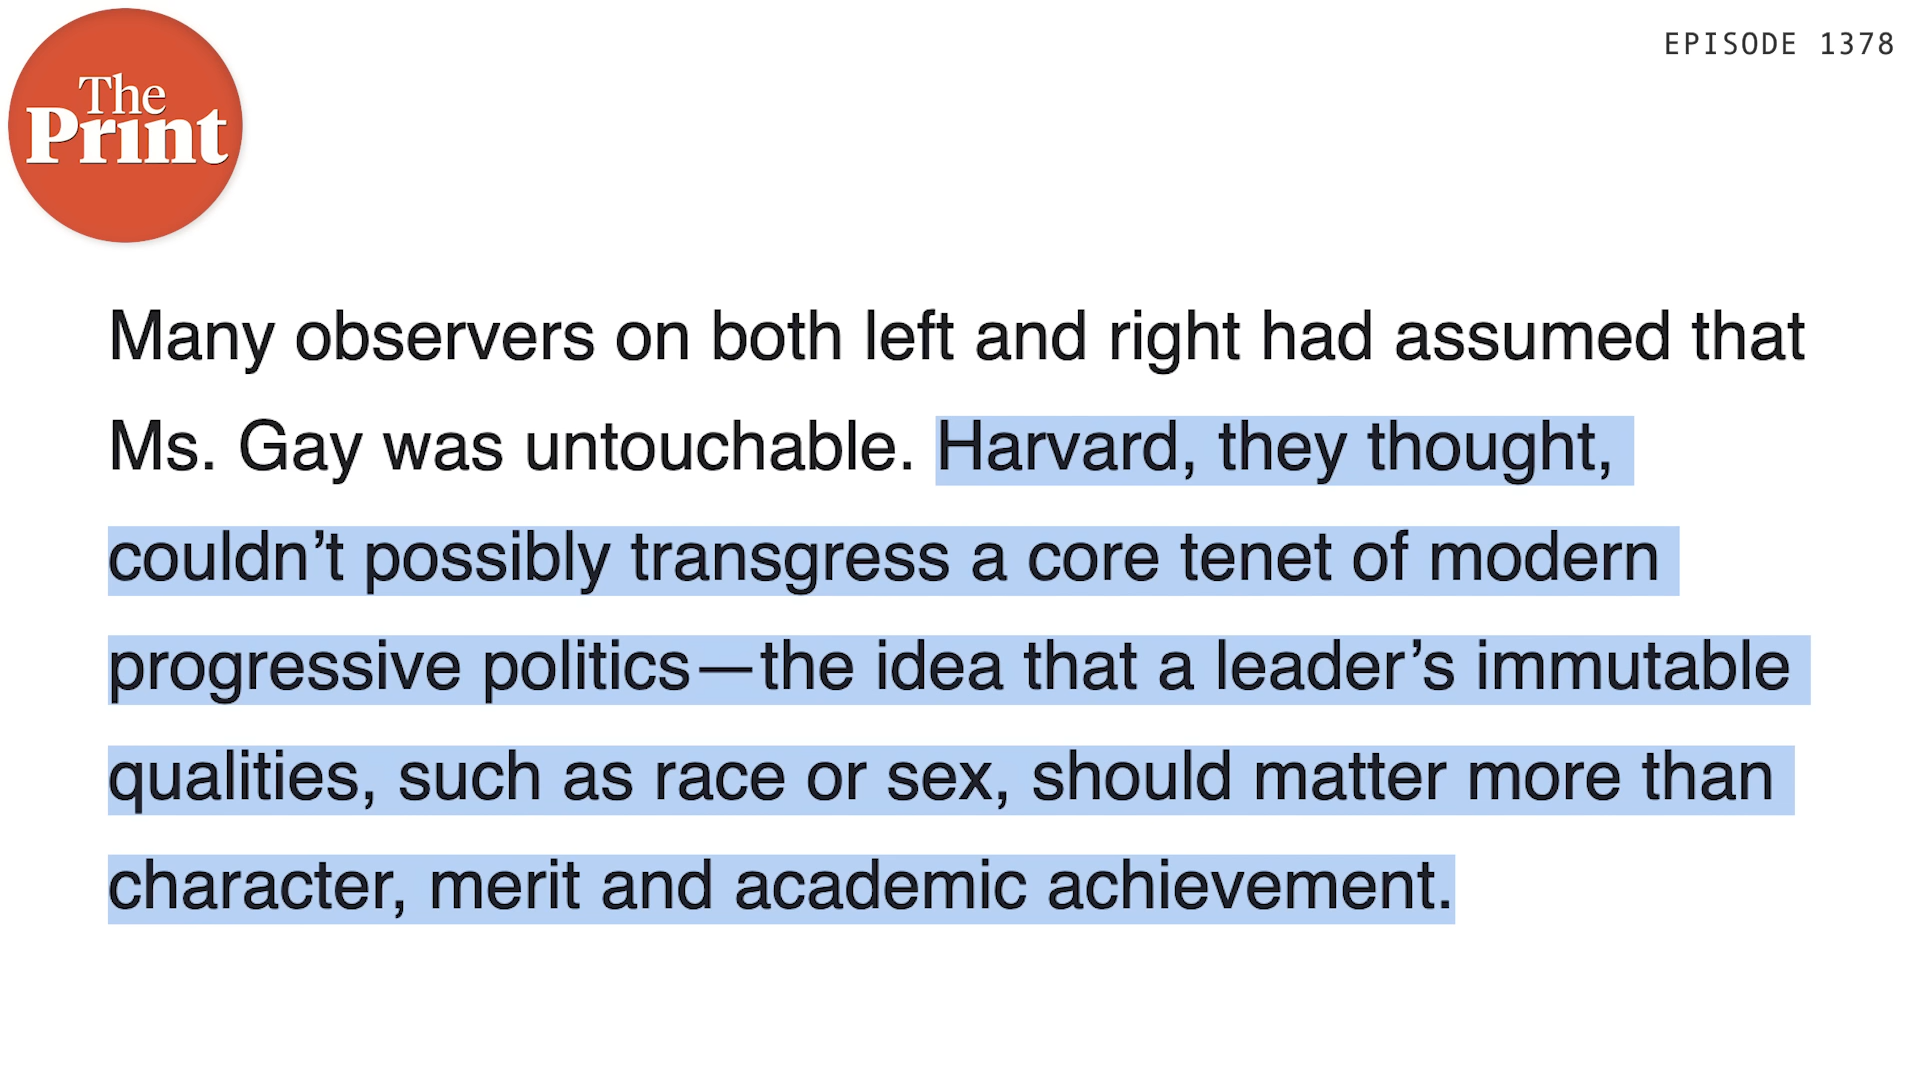 The
Print
EPISODE 1378
Many observers on both left and right had assumed that
Ms. Gay was untouchable. Harvard, they thought,
couldn’t possibly transgress a core tenet of modern
progressive politics—the idea that a leader’s immutable
qualities, such as race or sex, should matter more than
character, merit and academic achievement.